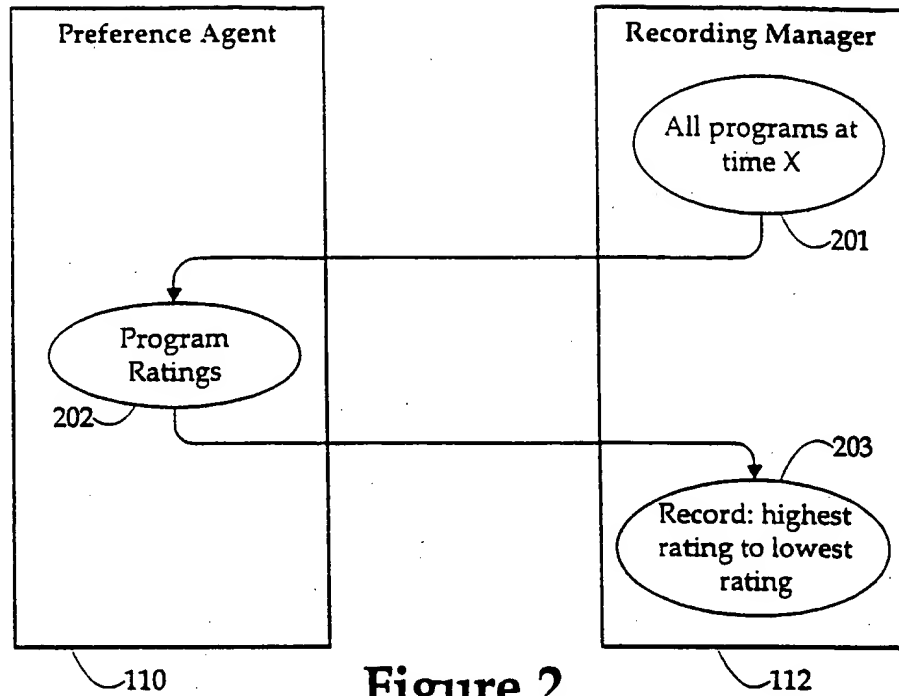 Preference Agent
Recording Manager
All programs at
time X
201
Program
Ratings
202
203
Record: highest
rating to lowest
rating
110
Figure 2
112